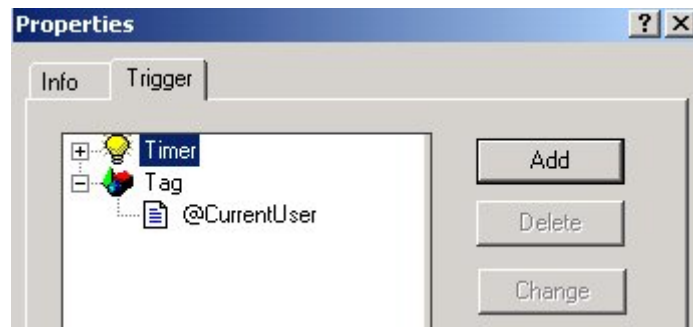 Properties
? X
Info Trigger
Timer
Tag
@CurrentUser
Add
Delete
Change